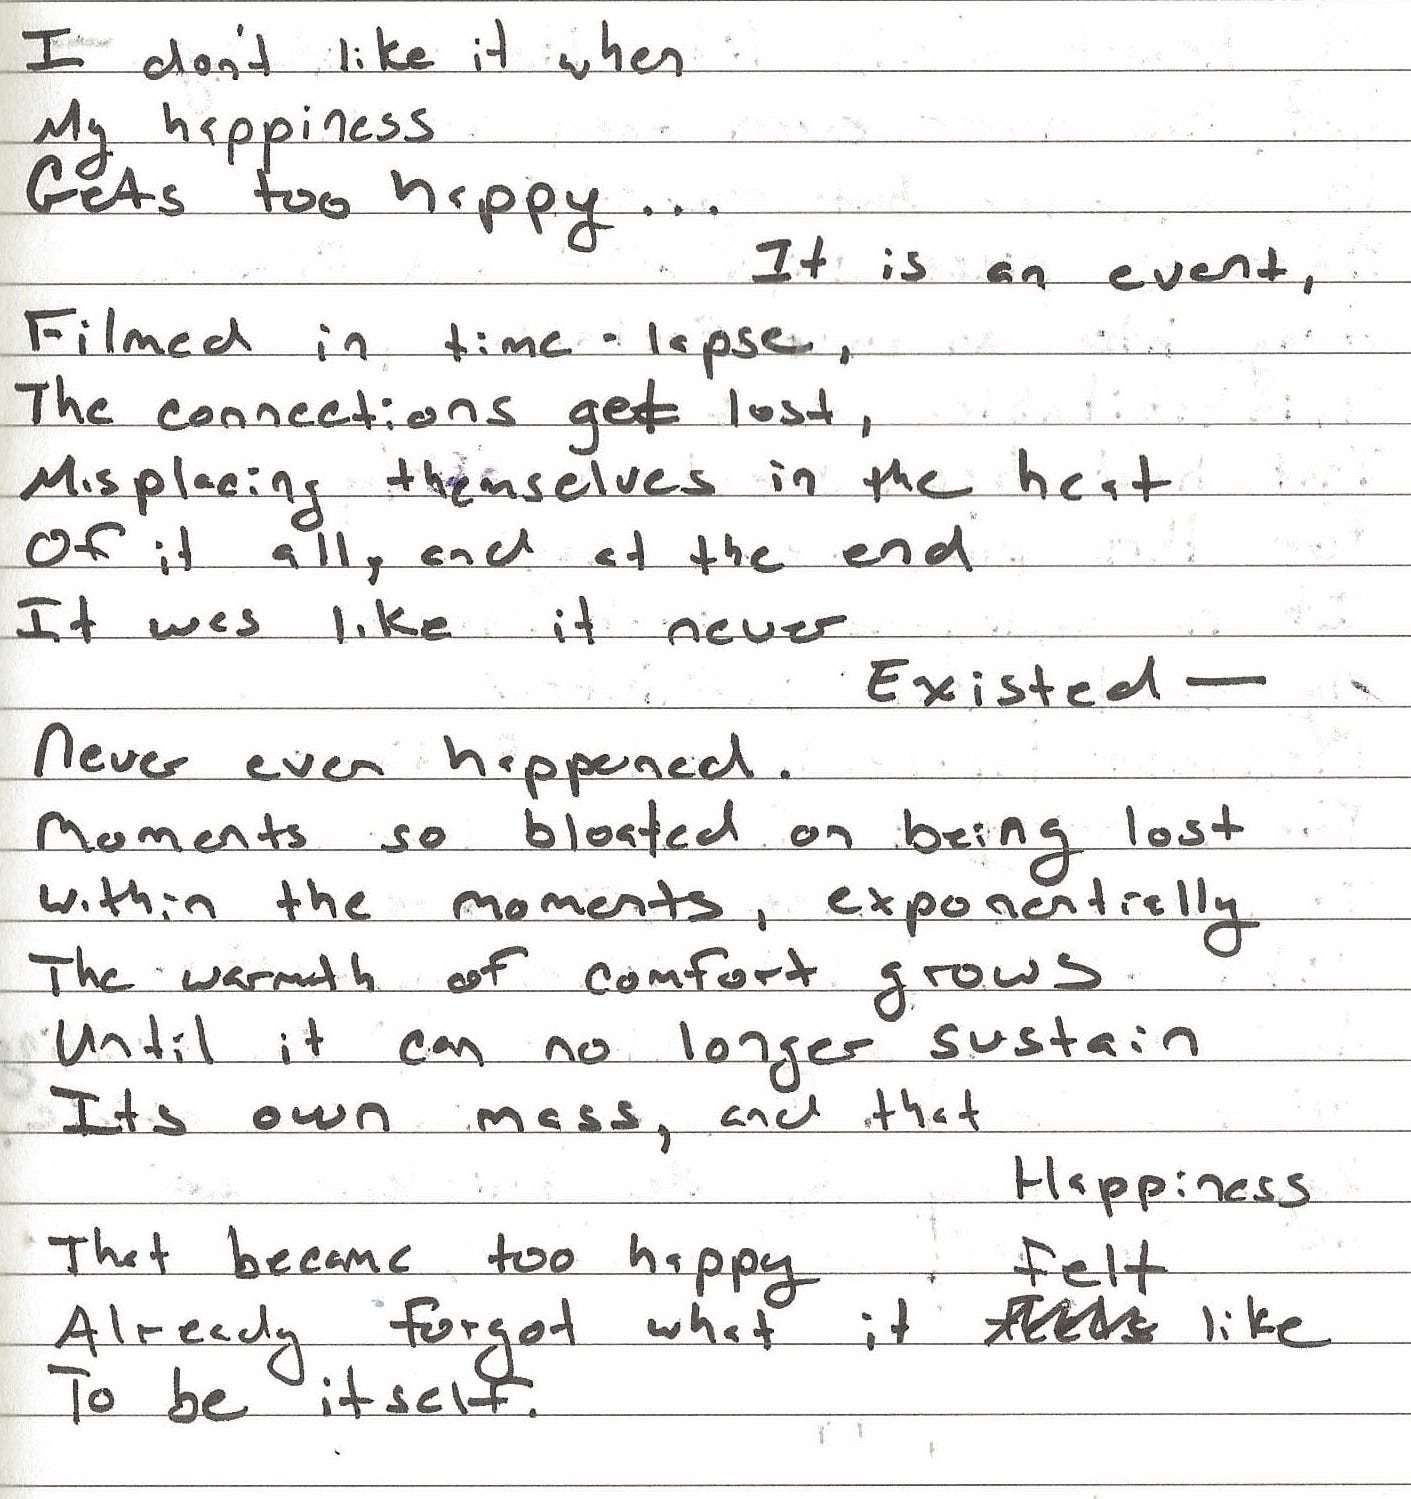 I don't like it when
My happiness
Gets too happy...
It is an event,
Filmed in time-lapse,
The connections get lost,
Misplacing themselves in the heat
Of it all, and at the end
It was like it never
Existed—
Never even happened.
Moments so bloated on being lost
within the moments, exponentially
The warmth of comfort grows
Until it can no longer sustain
Its own mass, and that
Happiness
That became too happy
Already forgot what it felt like
To be itself.